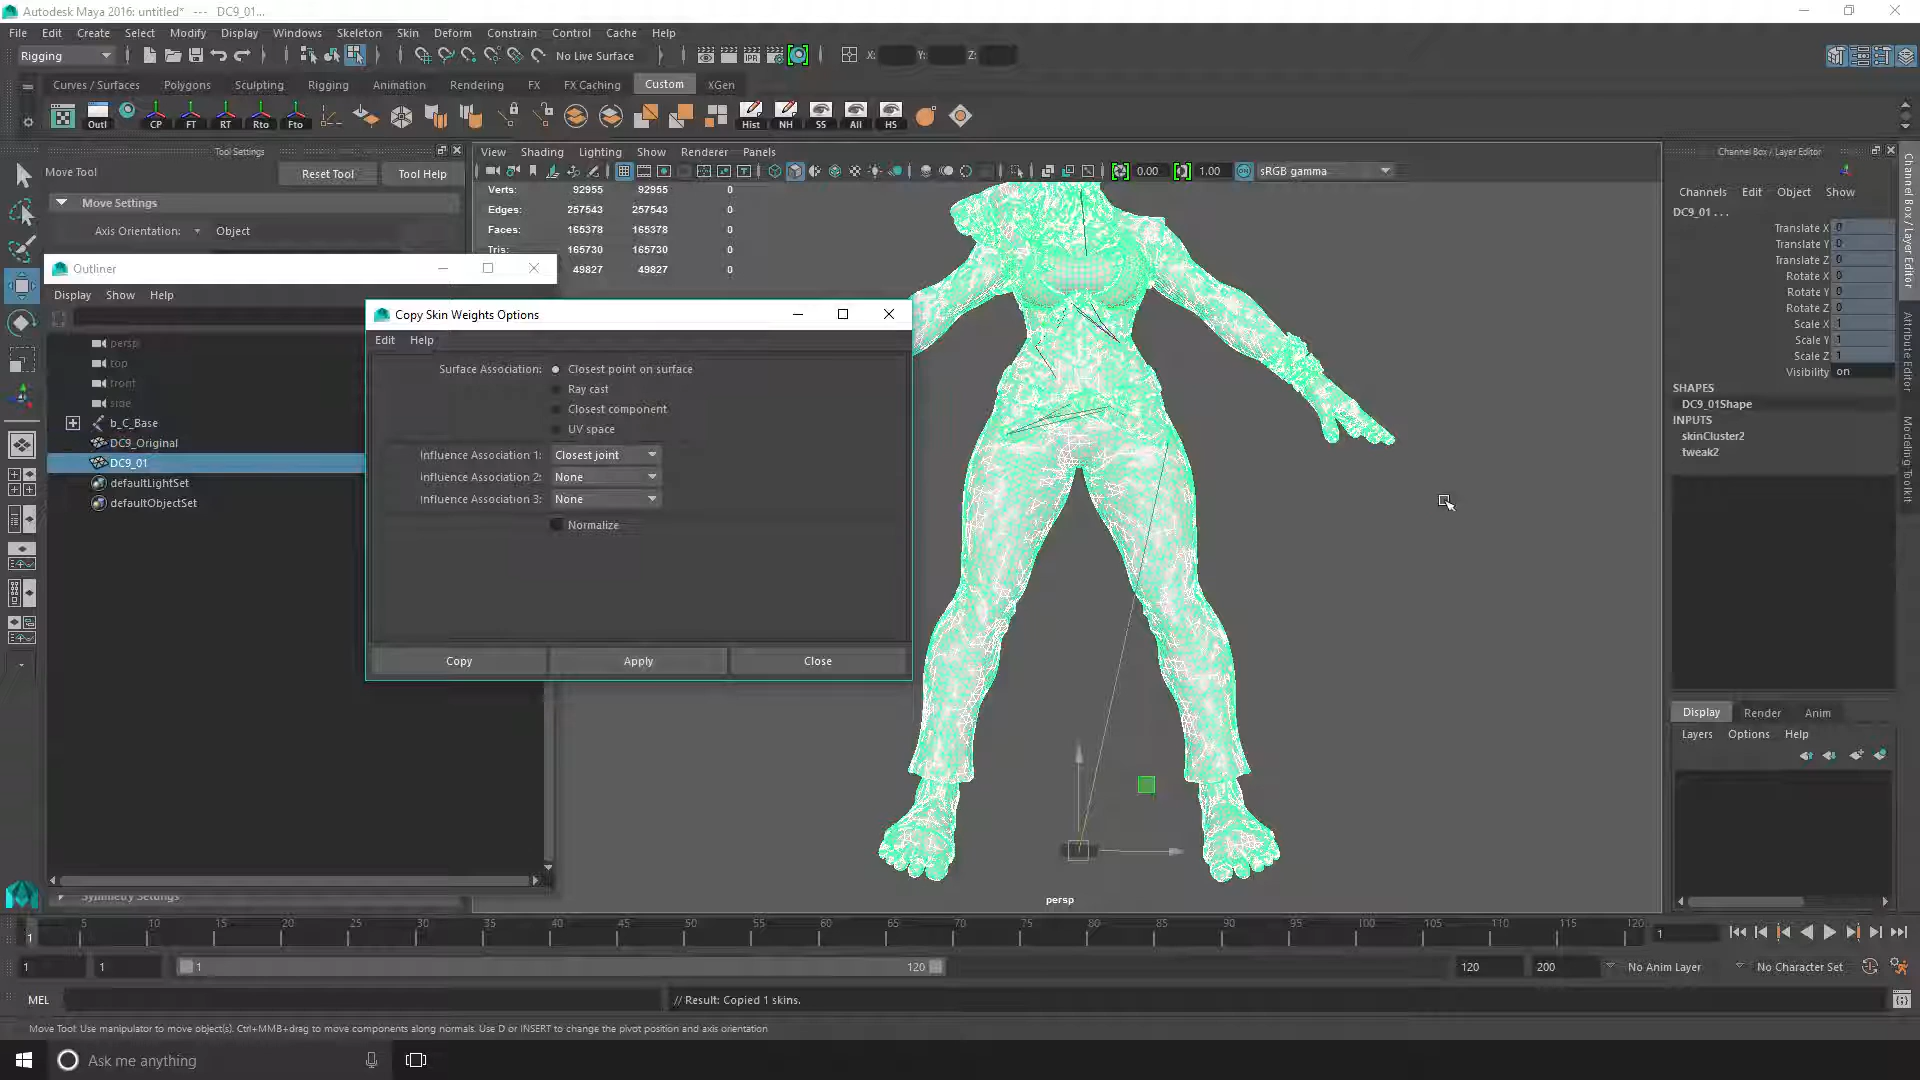 Autodesk Maya 2016: untitled* --- DC9_01...
File Edit Create Select Modify Display Windows Skeleton Skin Deform Constrain Control Cache Help
Rigging No Live Surface X: Y: Z:
Curves / Surfaces Polygons Sculpting Rigging Animation Rendering FX FX Caching Custom XGen
Outl CP FT RT Rto Fto Hist NH SS All HS
Tool Settings
Move Tool Reset Tool Tool Help
Move Settings
Axis Orientation: Object
View Shading Lighting Show Renderer Panels
0.00 1.00 sRGB gamma
Verts: 92955 92955 0
Edges: 257543 257543 0
Faces: 165378 165378 0
Tris: 165730 165730 0
49827 49827 0
Outliner
Display Show Help
persp
top
front
side
b_C_Base
DC9_Original
DC9_01
defaultLightSet
defaultObjectSet
Copy Skin Weights Options
Edit Help
Surface Association: Closest point on surface
Ray cast
Closest component
UV space
Influence Association 1: Closest joint
Influence Association 2: None
Influence Association 3: None
Normalize
Copy Apply Close
Symmetry Settings
persp
Channel Box / Layer Editor
Channels Edit Object Show
DC9_01 . . .
Translate X 0
Translate Y 0
Translate Z 0
Rotate X 0
Rotate Y 0
Rotate Z 0
Scale X 1
Scale Y 1
Scale Z 1
Visibility on
SHAPES
DC9_01Shape
INPUTS
skinCluster2
tweak2
Channel Box / Layer Editor
Attribute Editor
Modeling Toolkit
Display Render Anim
Layers Options Help
5 10 15 20 25 30 35 40 45 50 55 60 65 70 75 80 85 90 95 100 105 110 115 120
1 1
1 1 1 120 120 200 No Anim Layer No Character Set
MEL // Result: Copied 1 skins.
Move Tool: Use manipulator to move object(s). Ctrl+MMB+drag to move components along normals. Use D or INSERT to change the pivot position and axis orientation
Ask me anything